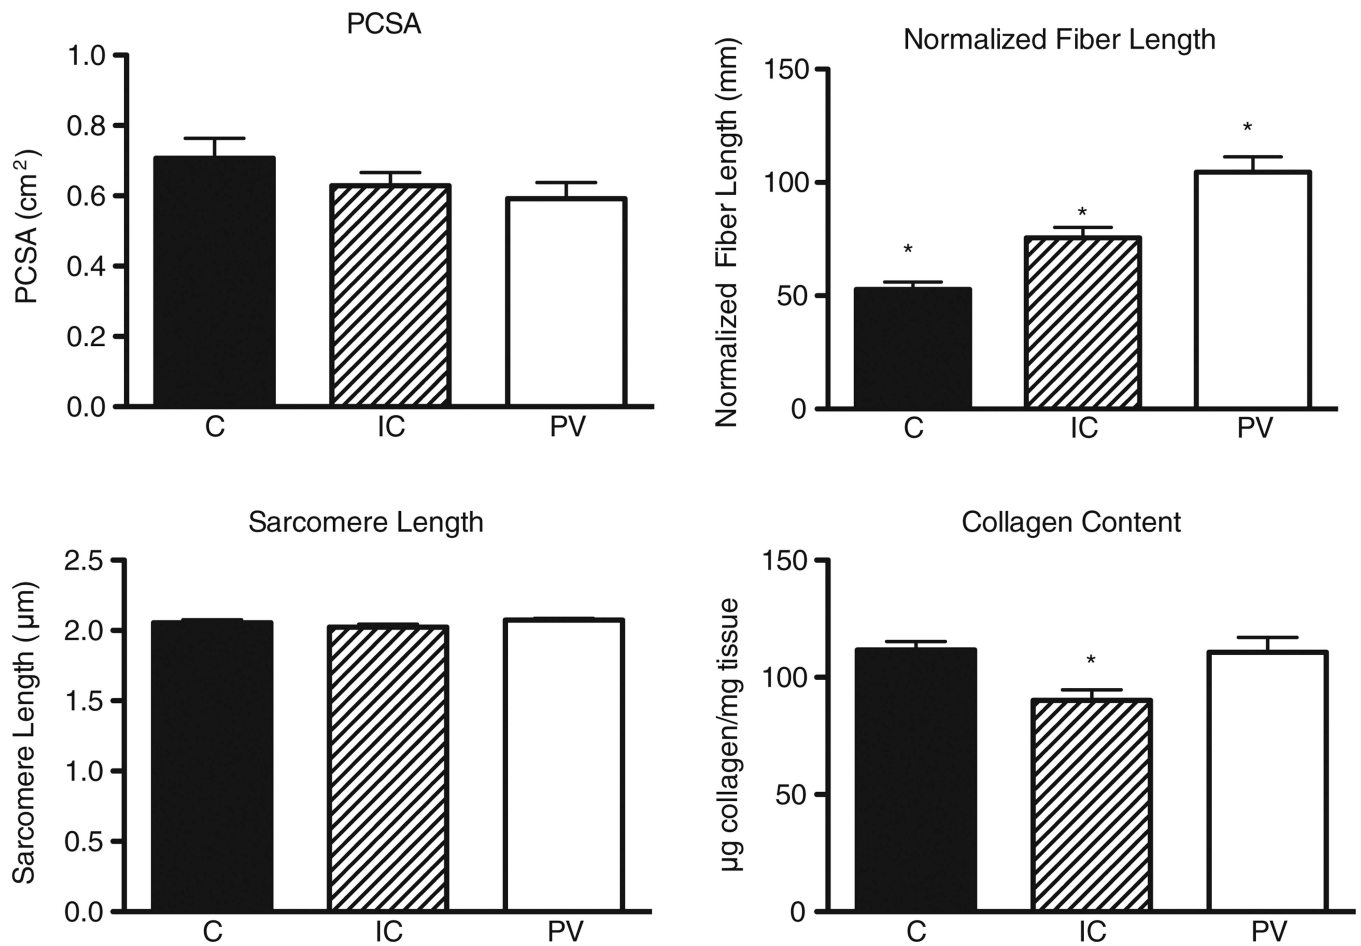 PCSA
PCSA (cm²)
1.0
0.8
0.6
0.4
0.2
0.0
C IC PV
Normalized Fiber Length
Normalized Fiber Length (mm)
150
100
50
0
*
*
*
C IC PV
Sarcomere Length
Sarcomere Length (µm)
2.5
2.0
1.5
1.0
0.5
0.0
C IC PV
Collagen Content
µg collagen/mg tissue
150
100
50
0
*
C IC PV